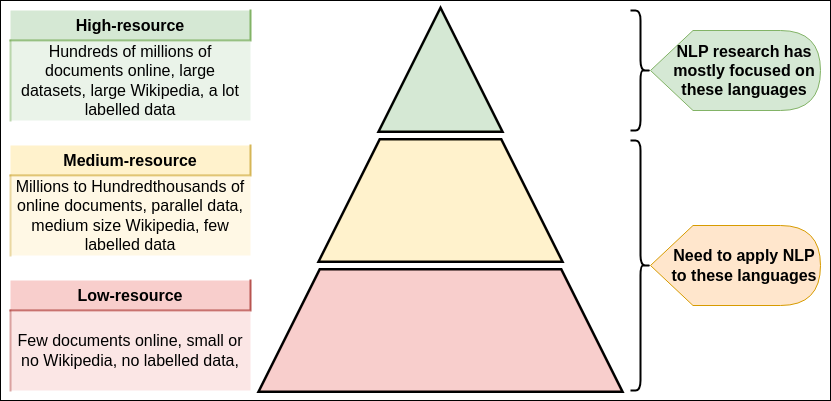 High-resource
Hundreds of millions of
documents online, large
datasets, large Wikipedia, a lot
labelled data
NLP research has
mostly focused on
these languages
Medium-resource
Millions to Hundredthousands of
online documents, parallel data,
medium size Wikipedia, few
labelled data
Need to apply NLP
to these languages
Low-resource
Few documents online, small or
no Wikipedia, no labelled data,